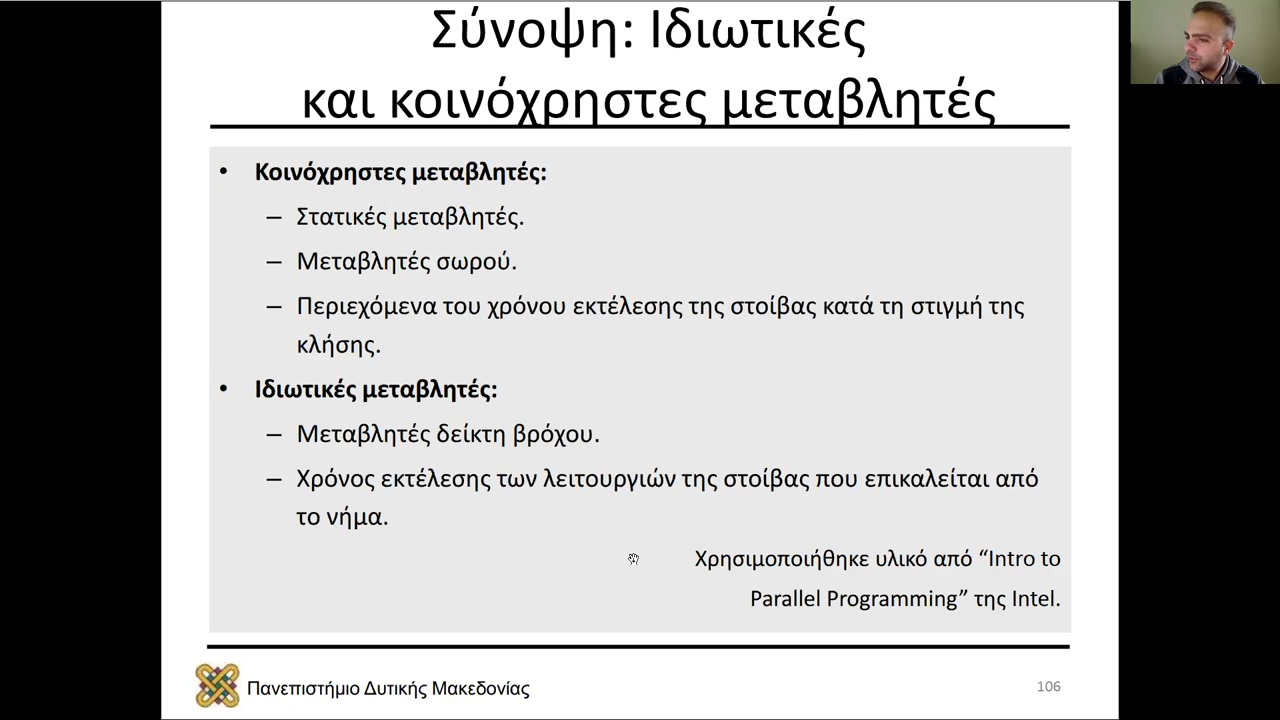 Σύνοψη: Ιδιωτικές
και κοινόχρηστες μεταβλητές
• Κοινόχρηστες μεταβλητές:
– Στατικές μεταβλητές.
– Μεταβλητές σωρού.
– Περιεχόμενα του χρόνου εκτέλεσης της στοίβας κατά τη στιγμή της
κλήσης.
• Ιδιωτικές μεταβλητές:
– Μεταβλητές δείκτη βρόχου.
– Χρόνος εκτέλεσης των λειτουργιών της στοίβας που επικαλείται από
το νήμα.
Χρησιμοποιήθηκε υλικό από “Intro to
Parallel Programming” της Intel.
Πανεπιστήμιο Δυτικής Μακεδονίας
106